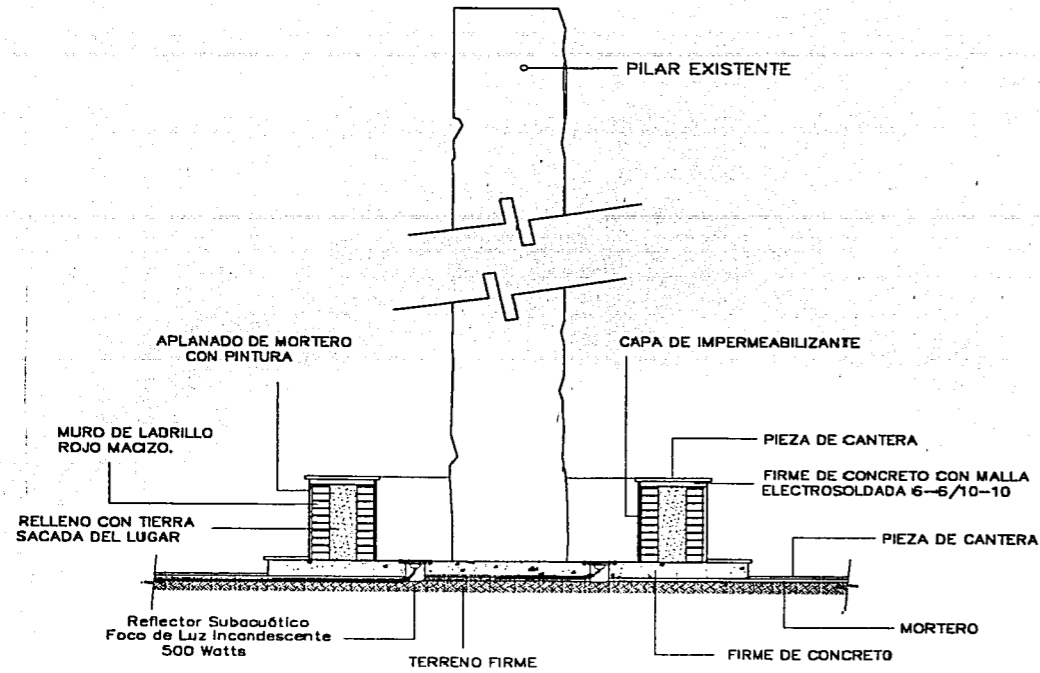 PILAR EXISTENTE
APLANADO DE MORTERO
CON PINTURA
CAPA DE IMPERMEABILIZANTE
MURO DE LADRILLO
ROJO MACIZO.
PIEZA DE CANTERA
FIRME DE CONCRETO CON MALLA
ELECTROSOLDADA 6-6/10-10
RELLENO CON TIERRA
SACADA DEL LUGAR
PIEZA DE CANTERA
Reflector Subacuático
Foco de Luz Incandescente
500 Watts
MORTERO
TERRENO FIRME
FIRME DE CONCRETO